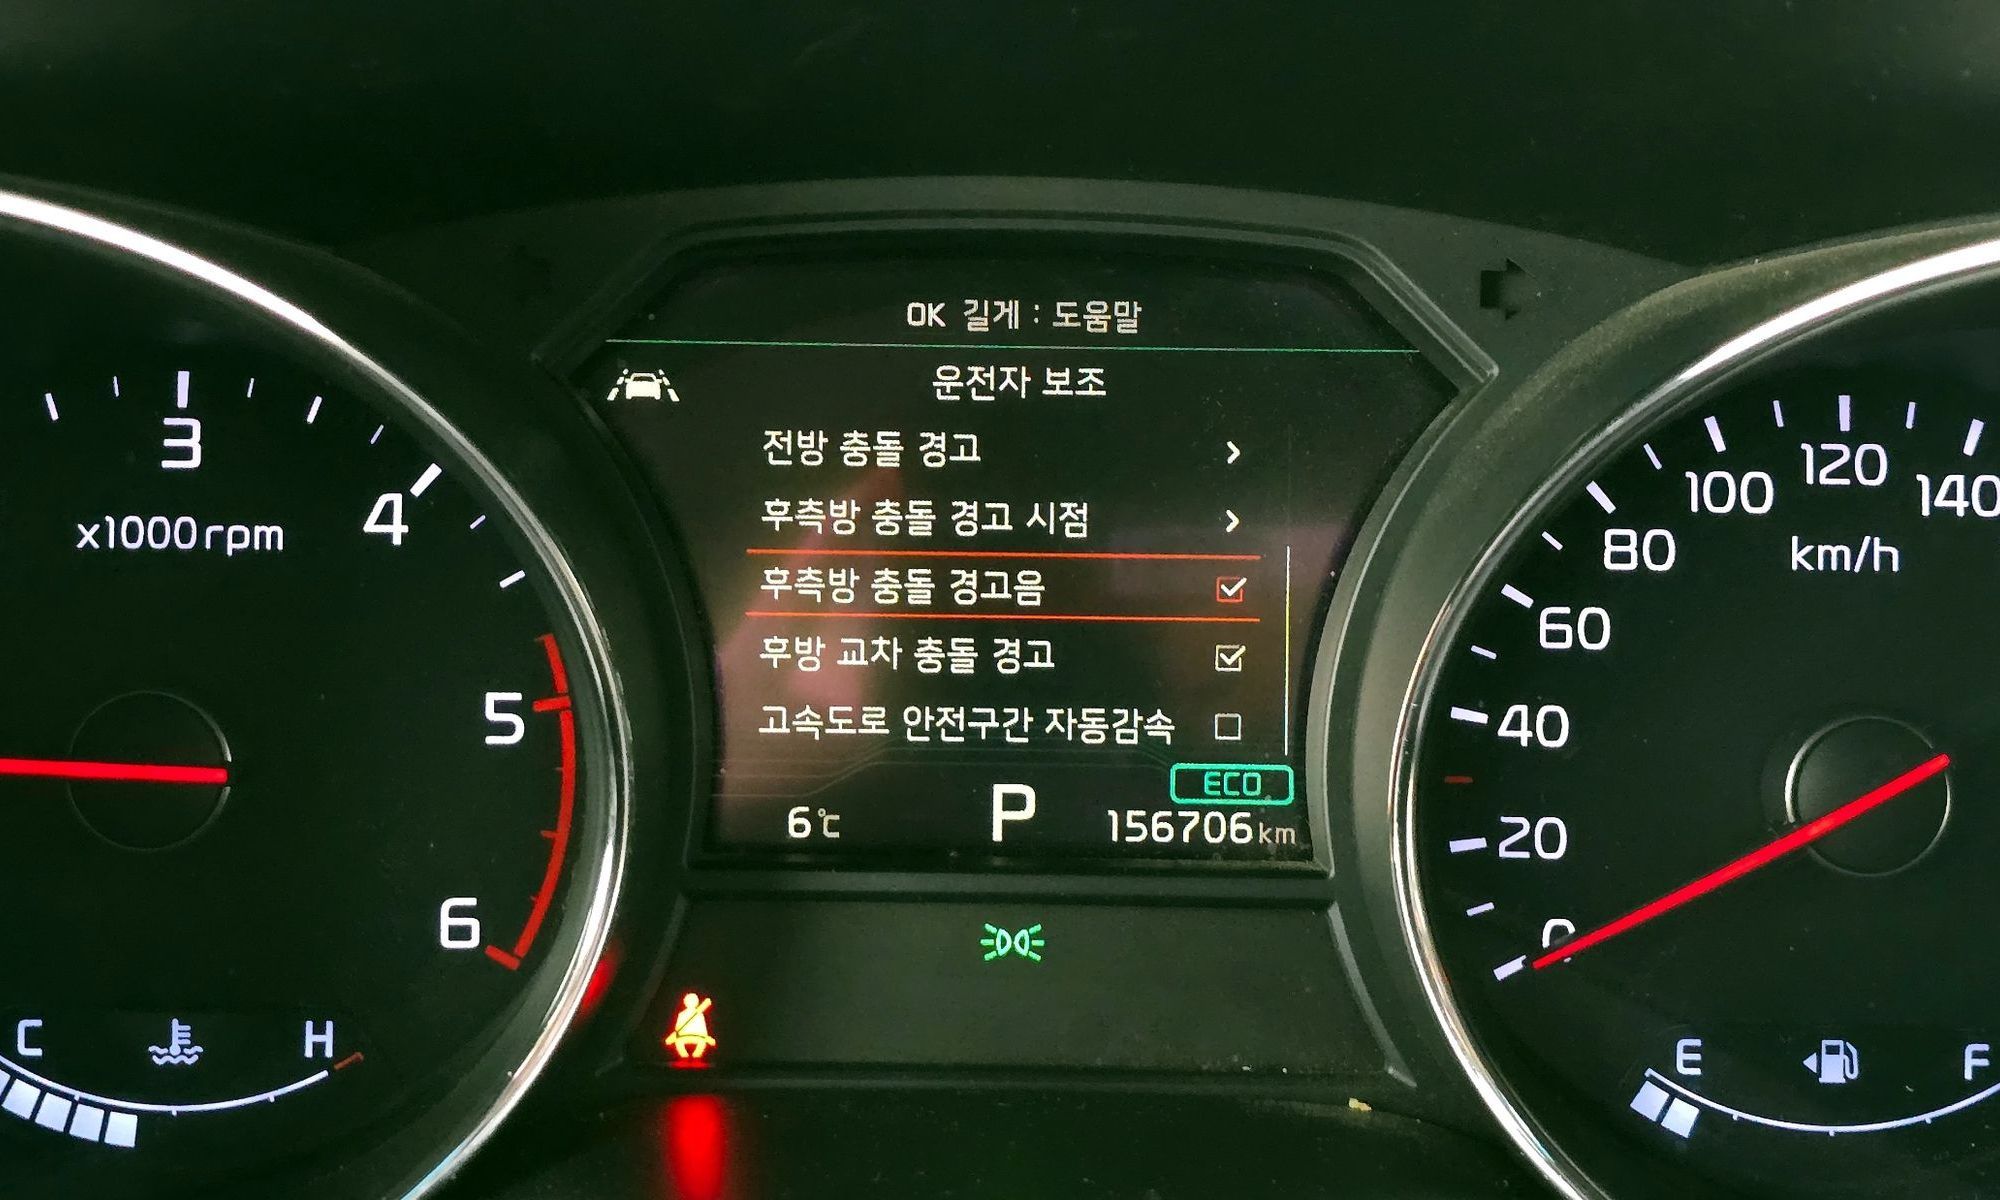 OK 길게 : 도움말
운전자 보조
전방 충돌 경고 >
후측방 충돌 경고 시점 >
후측방 충돌 경고음
후방 교차 충돌 경고
고속도로 안전구간 자동감속
ECO
6℃ P 156706km
3
4
5
6
x1000rpm
C H
0
20
40
60
80
100
120
140
km/h
E F